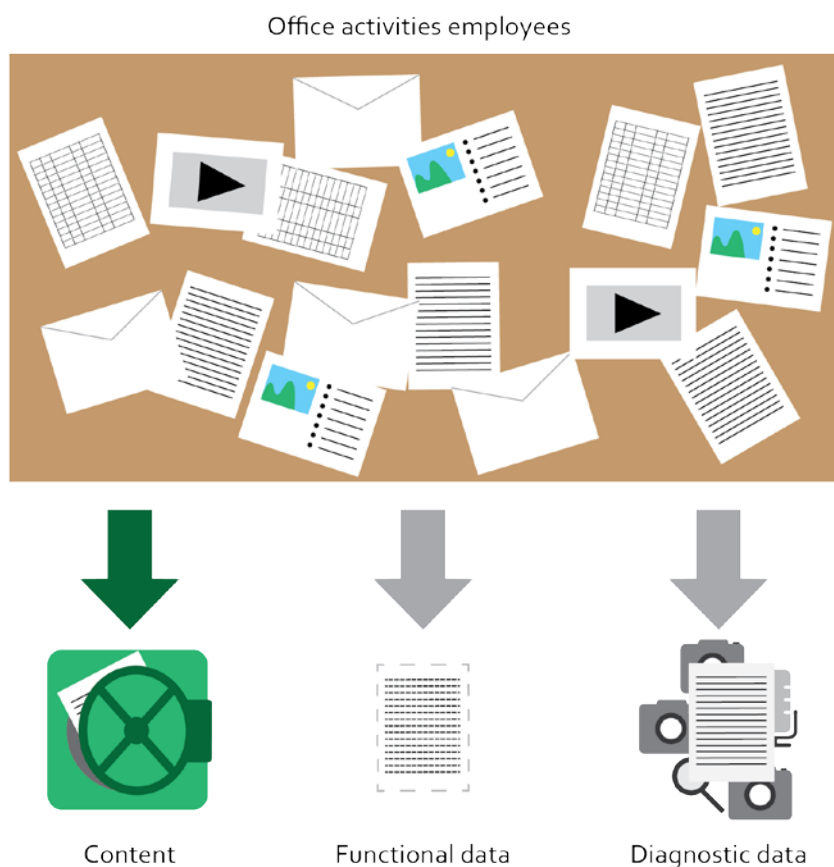 Office activities employees
Content
Functional data
Diagnostic data